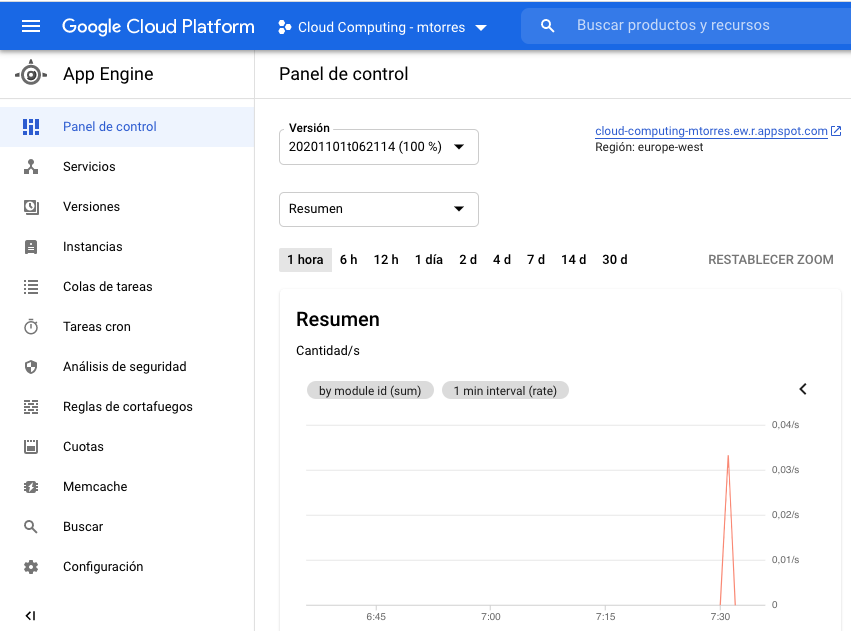 Google Cloud Platform
Cloud Computing - mtorres
Buscar productos y recursos
App Engine
Panel de control
Servicios
Versiones
Instancias
Colas de tareas
Tareas cron
Análisis de seguridad
Reglas de cortafuegos
Cuotas
Memcache
Buscar
Configuración
Panel de control
Versión
20201101t062114 (100 %)
cloud-computing-mtorres.ew.r.appspot.com
Región: europe-west
Resumen
1 hora 6 h 12 h 1 día 2 d 4 d 7 d 14 d 30 d
RESTABLECER ZOOM
Resumen
Cantidad/s
by module id (sum) 1 min interval (rate)
0,04/s
0,03/s
0,02/s
0,01/s
0
6:45 7:00 7:15 7:30